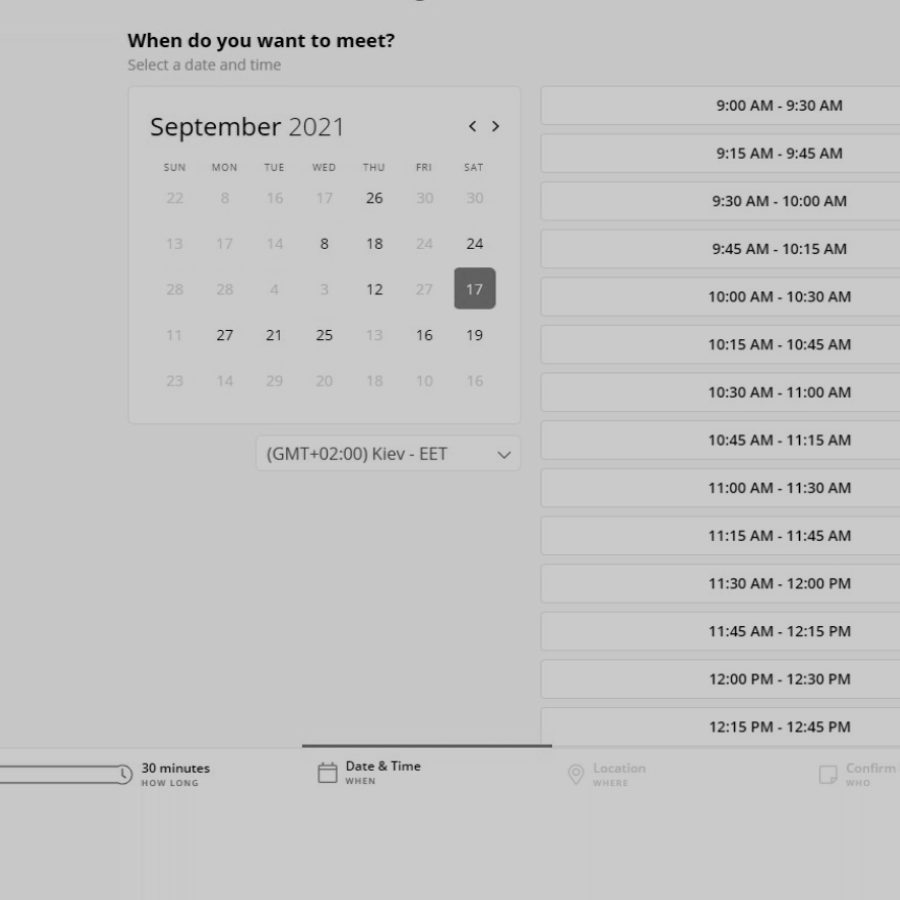 When do you want to meet?
Select a date and time
September 2021
SUN MON TUE WED THU FRI SAT
22 8 16 17 26 30 30
13 17 14 8 18 24 24
28 28 4 3 12 27 17
11 27 21 25 13 16 19
23 14 29 20 18 10 16
(GMT+02:00) Kiev - EET
9:00 AM - 9:30 AM
9:15 AM - 9:45 AM
9:30 AM - 10:00 AM
9:45 AM - 10:15 AM
10:00 AM - 10:30 AM
10:15 AM - 10:45 AM
10:30 AM - 11:00 AM
10:45 AM - 11:15 AM
11:00 AM - 11:30 AM
11:15 AM - 11:45 AM
11:30 AM - 12:00 PM
11:45 AM - 12:15 PM
12:00 PM - 12:30 PM
12:15 PM - 12:45 PM
30 minutes
HOW LONG
Date & Time
WHEN
Location
WHERE
Confirm
WHO